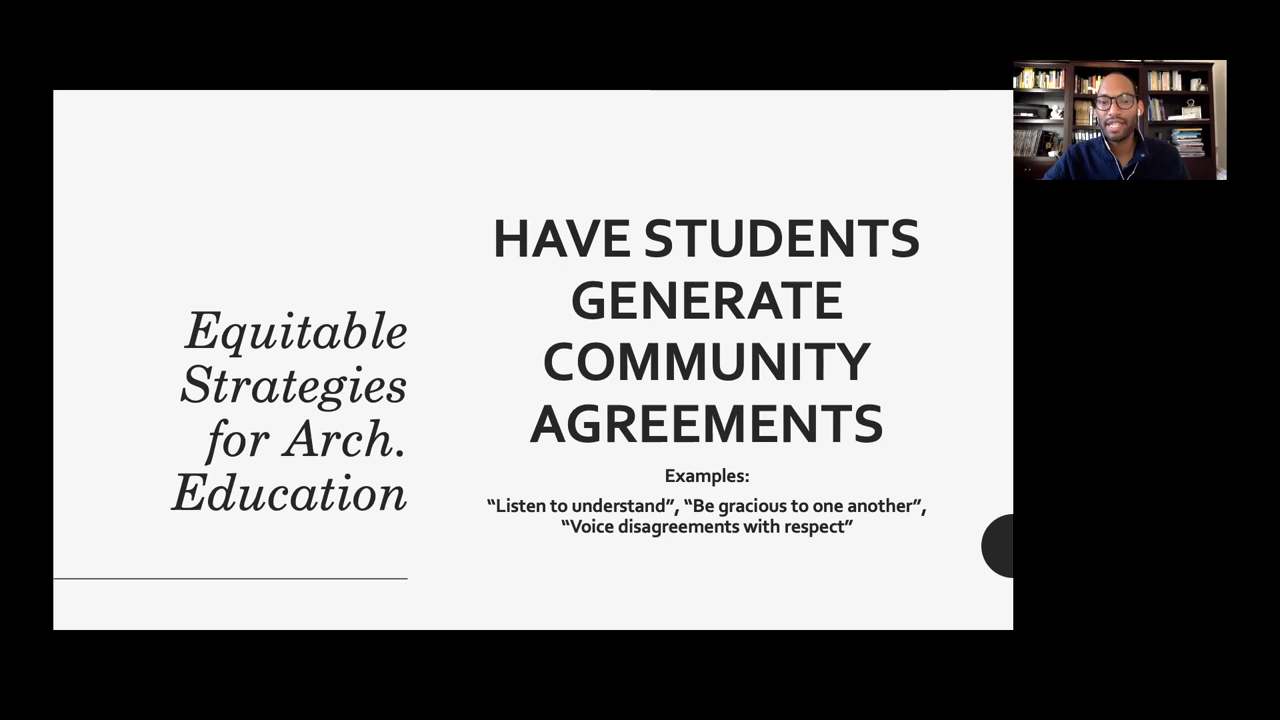 Equitable
Strategies
for Arch.
Education
HAVE STUDENTS
GENERATE
COMMUNITY
AGREEMENTS
Examples:
“Listen to understand”, “Be gracious to one another”,
“Voice disagreements with respect”